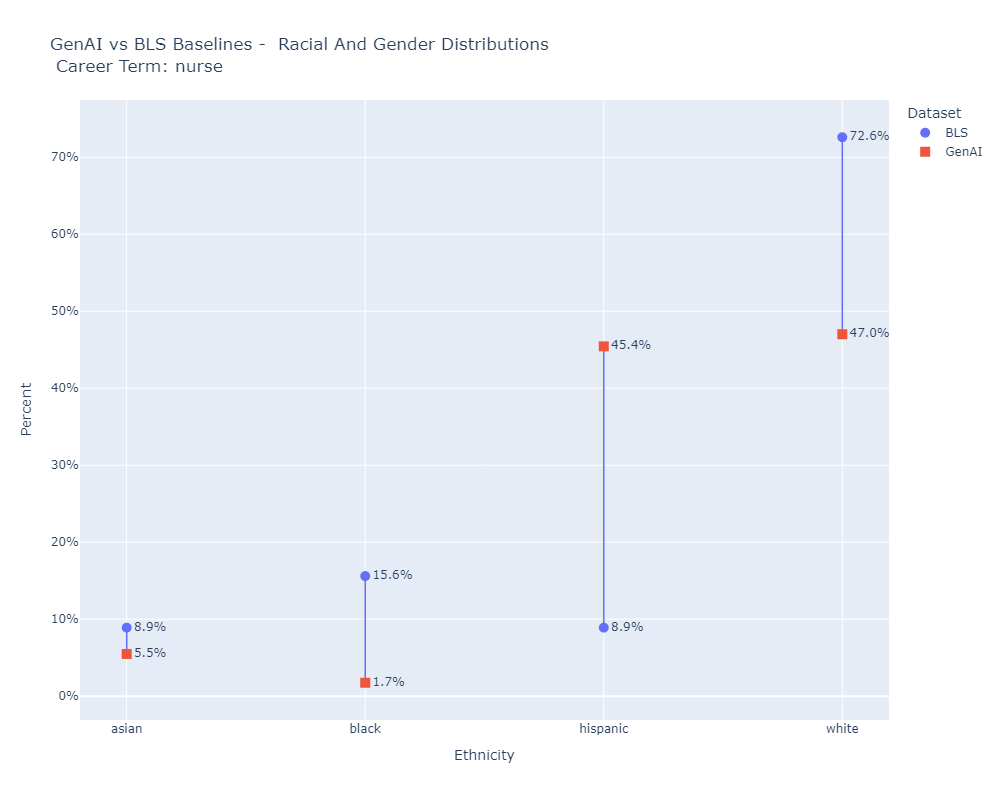 GenAI vs BLS Baselines -  Racial And Gender Distributions
Career Term: nurse
Dataset
BLS
GenAI
72.6%
70%
60%
50%
47.0%
45.4%
40%
30%
20%
15.6%
10%
8.9%
8.9%
5.5%
1.7%
0%
Percent
asian
black
hispanic
white
Ethnicity